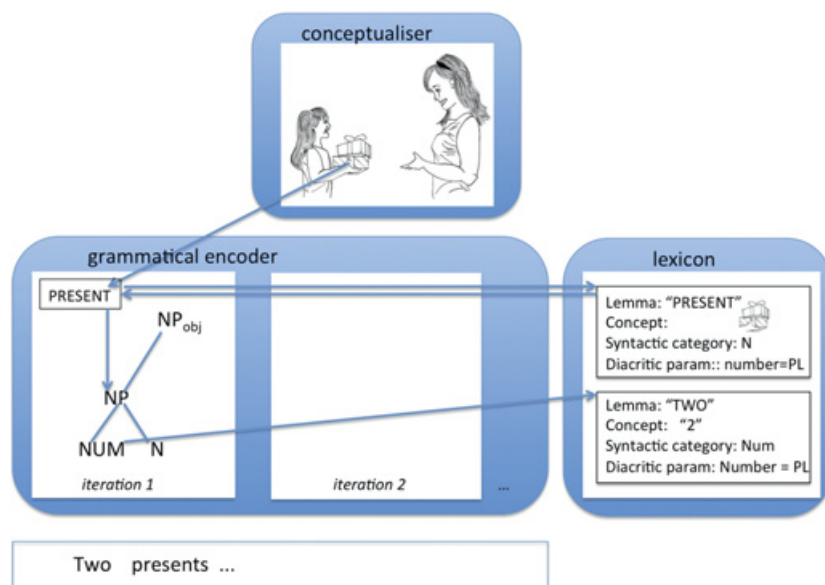 conceptualiser
grammatical encoder
PRESENT
NPobj
NP
NUM N
iteration 1
iteration 2
...
lexicon
Lemma: “PRESENT”
Concept:
Syntactic category: N
Diacritic param:: number=PL
Lemma: “TWO”
Concept: “2”
Syntactic category: Num
Diacritic param: Number = PL
Two presents ...